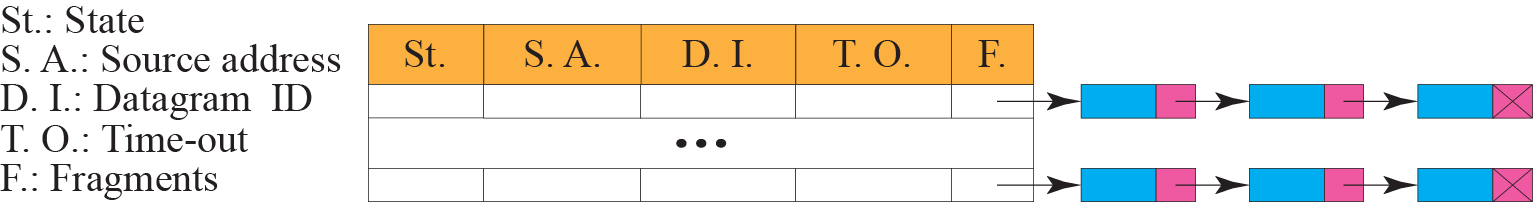 St.: State
S. A.: Source address
D. I.: Datagram ID
T. O.: Time-out
F.: Fragments
St. S. A. D. I. T. O. F.
•••